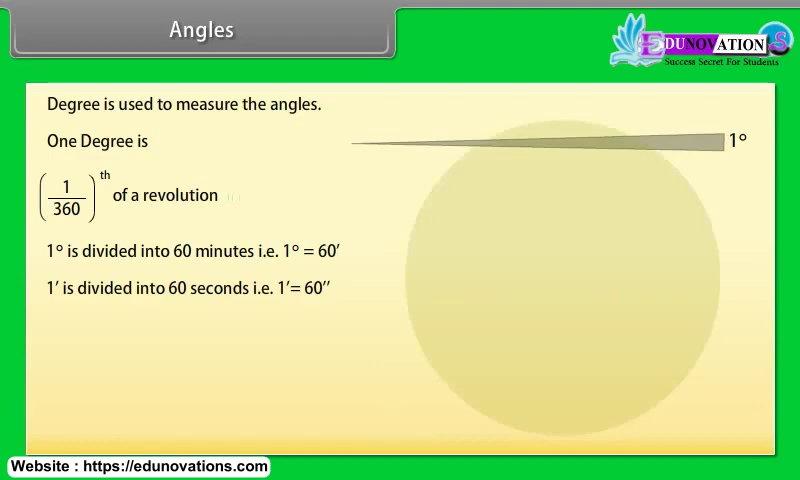 Angles
EDUNOVATION S
Success Secret For Students
Degree is used to measure the angles.
One Degree is
1°
(1/360)th of a revolution
1° is divided into 60 minutes i.e. 1° = 60′
1′ is divided into 60 seconds i.e. 1′= 60′′
Website : https://edunovations.com